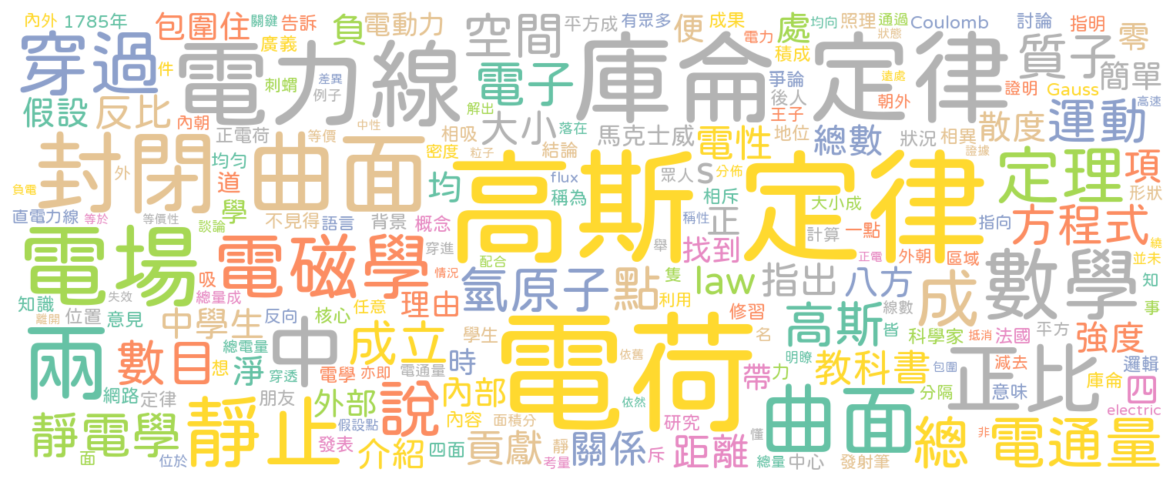 內外 1785年 包圍住 關鍵 告訴 負 電動力 空間 平方成 有眾多 便 成果 處 均向 照理 通過 Coulomb 討論 指明 零
穿過 廣義 件 電力線 刺蝟 差異 例子 電子 庫侖定律 電力 積成 狀態 遠處 質子 簡單
假設 反比 內朝 正電荷 等價 中性 解出 相吸 大小 落在 爭論 後人 王子 朝外 證明 Gauss 高速
封閉曲面 均勻 外 道 密度 粒子 結論 馬克士威 電性 地位 總數 狀況 相異 散度 證據 運動
負電 直電力線 等於 等價性 學 談論 均 稱為 flux 眾人 s 分佈 相斥 高斯定律 大小成 定理 項 形狀
不見得 語言 背景 概念 穿進 稱性 正 計算 一點 指向 方程式 繞 並未
電場 電磁學 吸 情況 配合 舉 找到 正電 外朝 區域
知識 失效 總量成 核心 任意 理由 氫原子 點 隻 利用 law 指出 八方 修習 線數 成 數學 知 事
離開 位置 意見 中學生 反向 學生 名 高斯 皆 科學家 抵消 法國 平方 強度
兩 數目 總電量 想 淨 穿透 中 電學 亦即 成立 電通量 時 電荷 依舊 帶 力 明瞭 教科書 包圍 減去 正比 邏輯
網路 定律 朋友 內部 依然 分隔 庫侖 意味 四
靜電學 靜止 外部 假設點 說 內容 面積分 研究 曲面 electric
面 位於 發表 四面 介紹 考量 貢獻 靜 關係 斥 距離 懂 總量 中心 發射筆 總 非 電通量